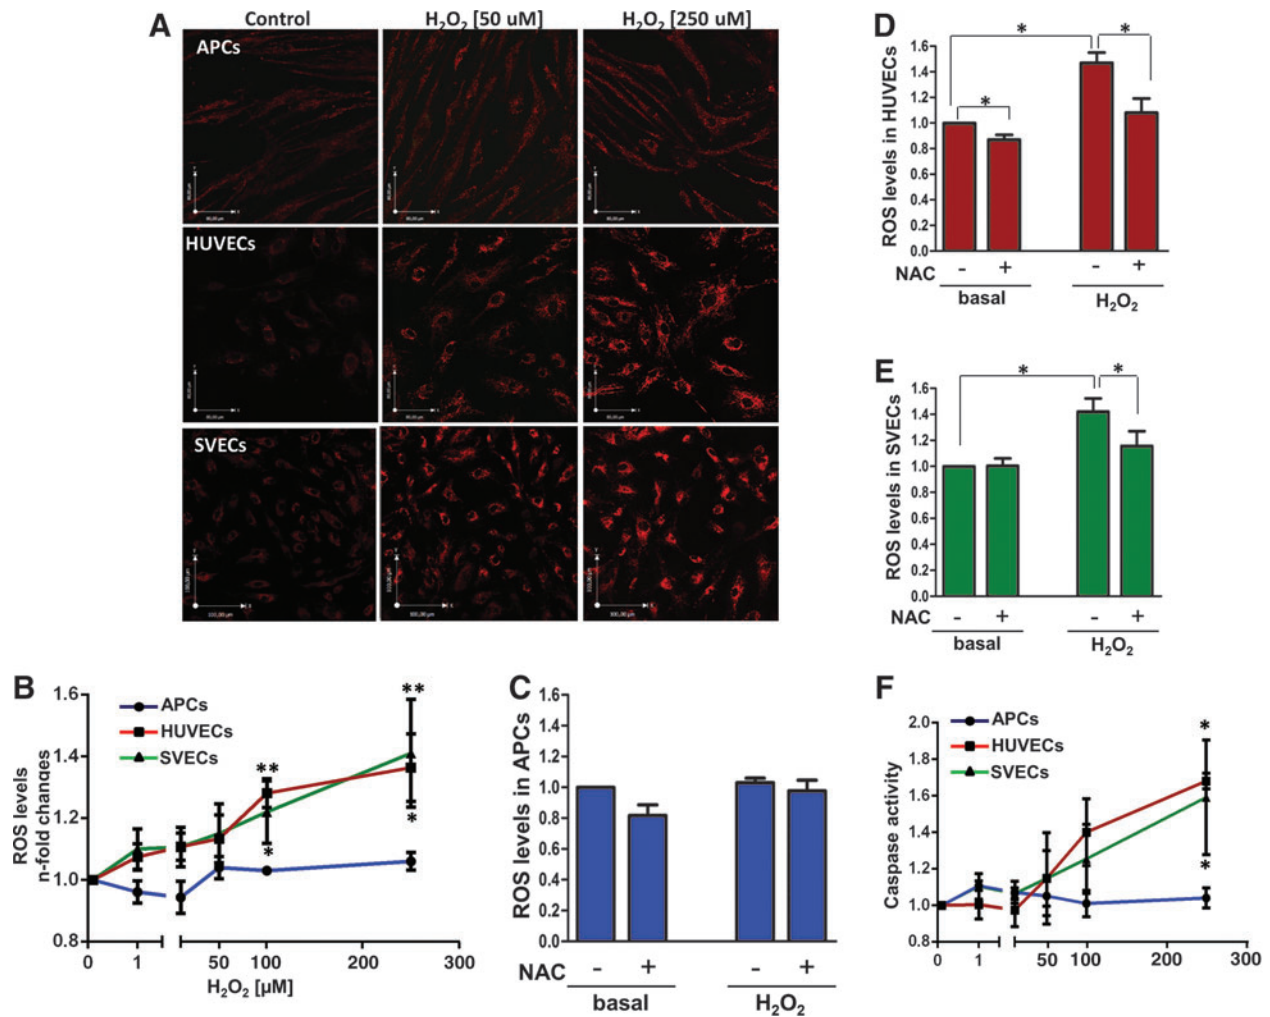 A
Control
H₂O₂ [50 uM]
H₂O₂ [250 uM]
APCs
HUVECs
SVECs
D
ROS levels in HUVECs
1.6
1.4
1.2
1.0
0.8
0.6
0.4
0.2
0.0
*
*
*
NAC - + - +
basal H₂O₂
E
ROS levels in SVECs
1.6
1.4
1.2
1.0
0.8
0.6
0.4
0.2
0.0
*
*
NAC - + - +
basal H₂O₂
B
APCs
HUVECs
SVECs
ROS levels
n-fold changes
1.6
1.4
1.2
1.0
0.8
**
**
*
*
0 1 50 100 200 300
H₂O₂ [µM]
C
ROS levels in APCs
1.6
1.4
1.2
1.0
0.8
0.6
0.4
0.2
0.0
NAC - + - +
basal H₂O₂
F
APCs
HUVECs
SVECs
Caspase activity
2.0
1.8
1.6
1.4
1.2
1.0
0.8
*
*
0 1 50 100 200 300